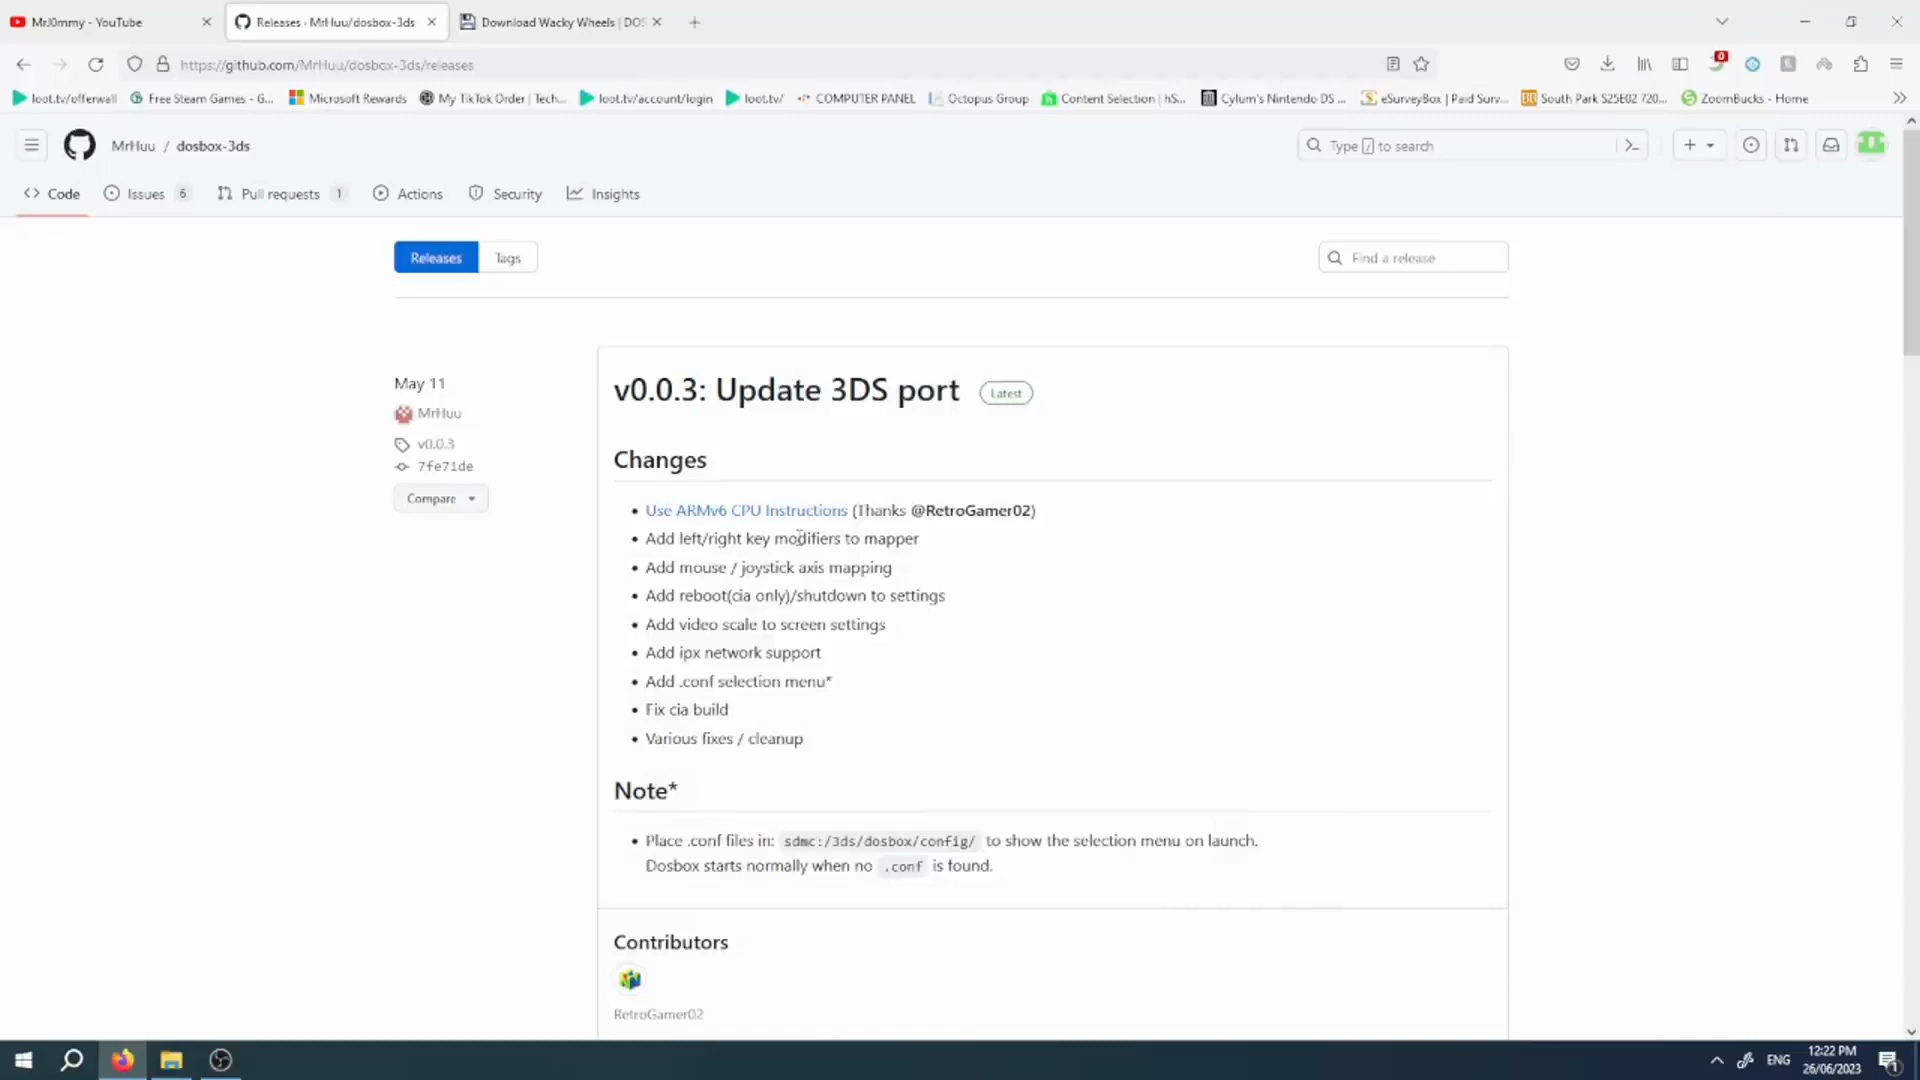 MrJ0mmy - YouTube
Releases · MrHuu/dosbox-3ds
Download Wacky Wheels | DOS
https://github.com/MrHuu/dosbox-3ds/releases
0
loot.tv/offerwall
Free Steam Games - G...
Microsoft Rewards
My TikTok Order | Tech...
loot.tv/account/login
loot.tv/
COMPUTER PANEL
Octopus Group
Content Selection | hS...
Cylum's Nintendo DS ...
eSurveyBox | Paid Surv...
South Park S25E02 720...
ZoomBucks - Home
MrHuu / dosbox-3ds
Type / to search
Code
Issues 6
Pull requests 1
Actions
Security
Insights
Releases
Tags
Find a release
May 11
MrHuu
v0.0.3
7fe71de
Compare
v0.0.3: Update 3DS port
Latest
Changes
• Use ARMv6 CPU Instructions (Thanks @RetroGamer02)
• Add left/right key modifiers to mapper
• Add mouse / joystick axis mapping
• Add reboot(cia only)/shutdown to settings
• Add video scale to screen settings
• Add ipx network support
• Add .conf selection menu*
• Fix cia build
• Various fixes / cleanup
Note*
• Place .conf files in: sdmc:/3ds/dosbox/config/ to show the selection menu on launch.
Dosbox starts normally when no .conf is found.
Contributors
RetroGamer02
ENG
12:22 PM
26/06/2023
1